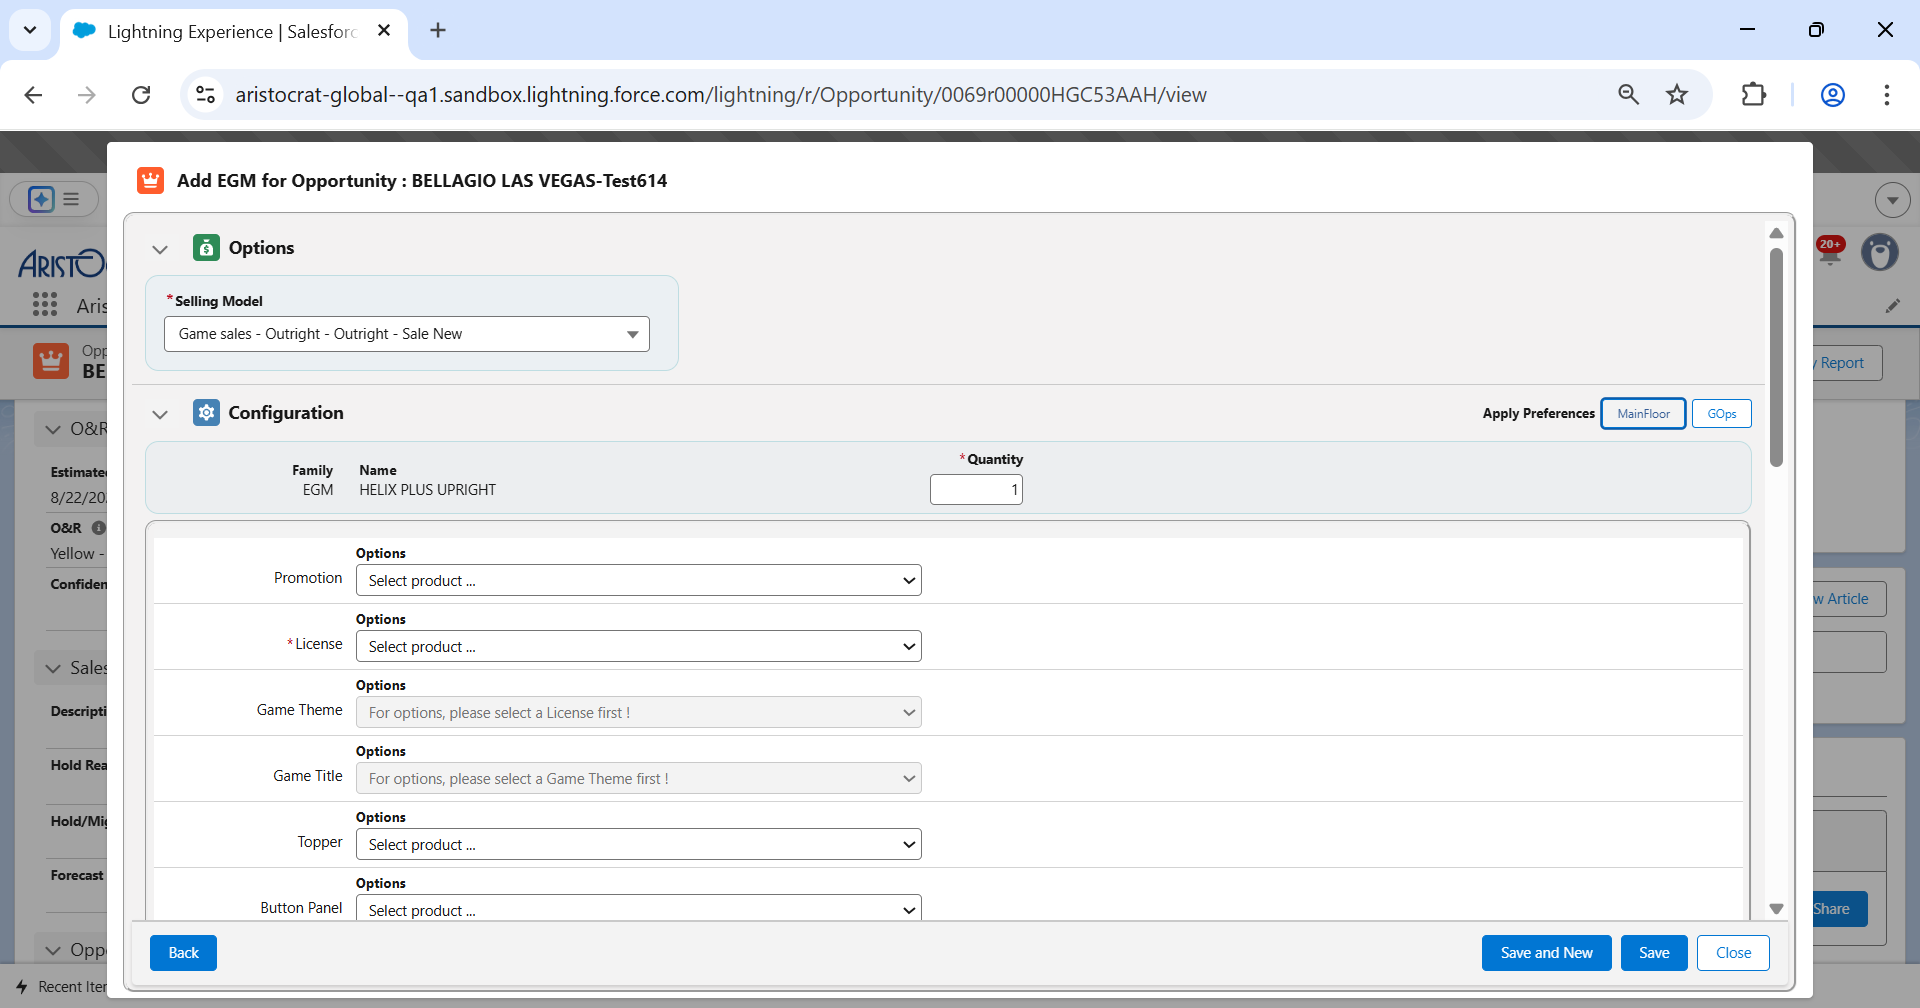 Lightning Experience | Salesforc
aristocrat-global--qa1.sandbox.lightning.force.com/lightning/r/Opportunity/0069r00000HGC53AAH/view
Add EGM for Opportunity : BELLAGIO LAS VEGAS-Test614
Options
*Selling Model
Game sales - Outright - Outright - Sale New
Configuration
Apply Preferences MainFloor GOps
Family Name *Quantity
EGM HELIX PLUS UPRIGHT 1
Options
Promotion Select product ...
Options
*License Select product ...
Options
Game Theme For options, please select a License first !
Options
Game Title For options, please select a Game Theme first !
Options
Topper Select product ...
Options
Button Panel Select product ...
Back Save and New Save Close
ARISTOC
Aris
Opp
BE
O&R
Estimated
8/22/20
O&R
Yellow -
Confiden
Sales
Descripti
Hold Rea
Hold/Mig
Forecast
Oppo
Recent Iter
20+
y Report
w Article
Share